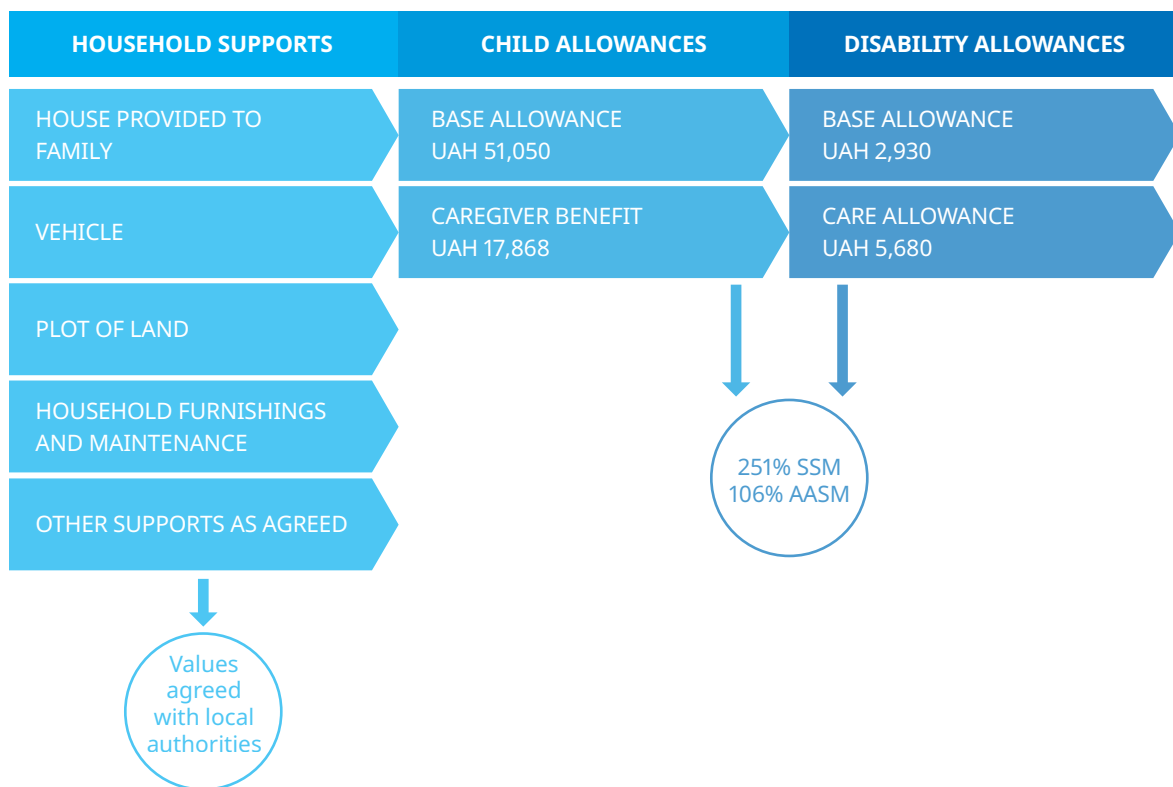 HOUSEHOLD SUPPORTS
CHILD ALLOWANCES
DISABILITY ALLOWANCES
HOUSE PROVIDED TO
FAMILY
BASE ALLOWANCE
UAH 51,050
BASE ALLOWANCE
UAH 2,930
VEHICLE
CAREGIVER BENEFIT
UAH 17,868
CARE ALLOWANCE
UAH 5,680
PLOT OF LAND
HOUSEHOLD FURNISHINGS
AND MAINTENANCE
OTHER SUPPORTS AS AGREED
251% SSM
106% AASM
Values
agreed
with local
authorities